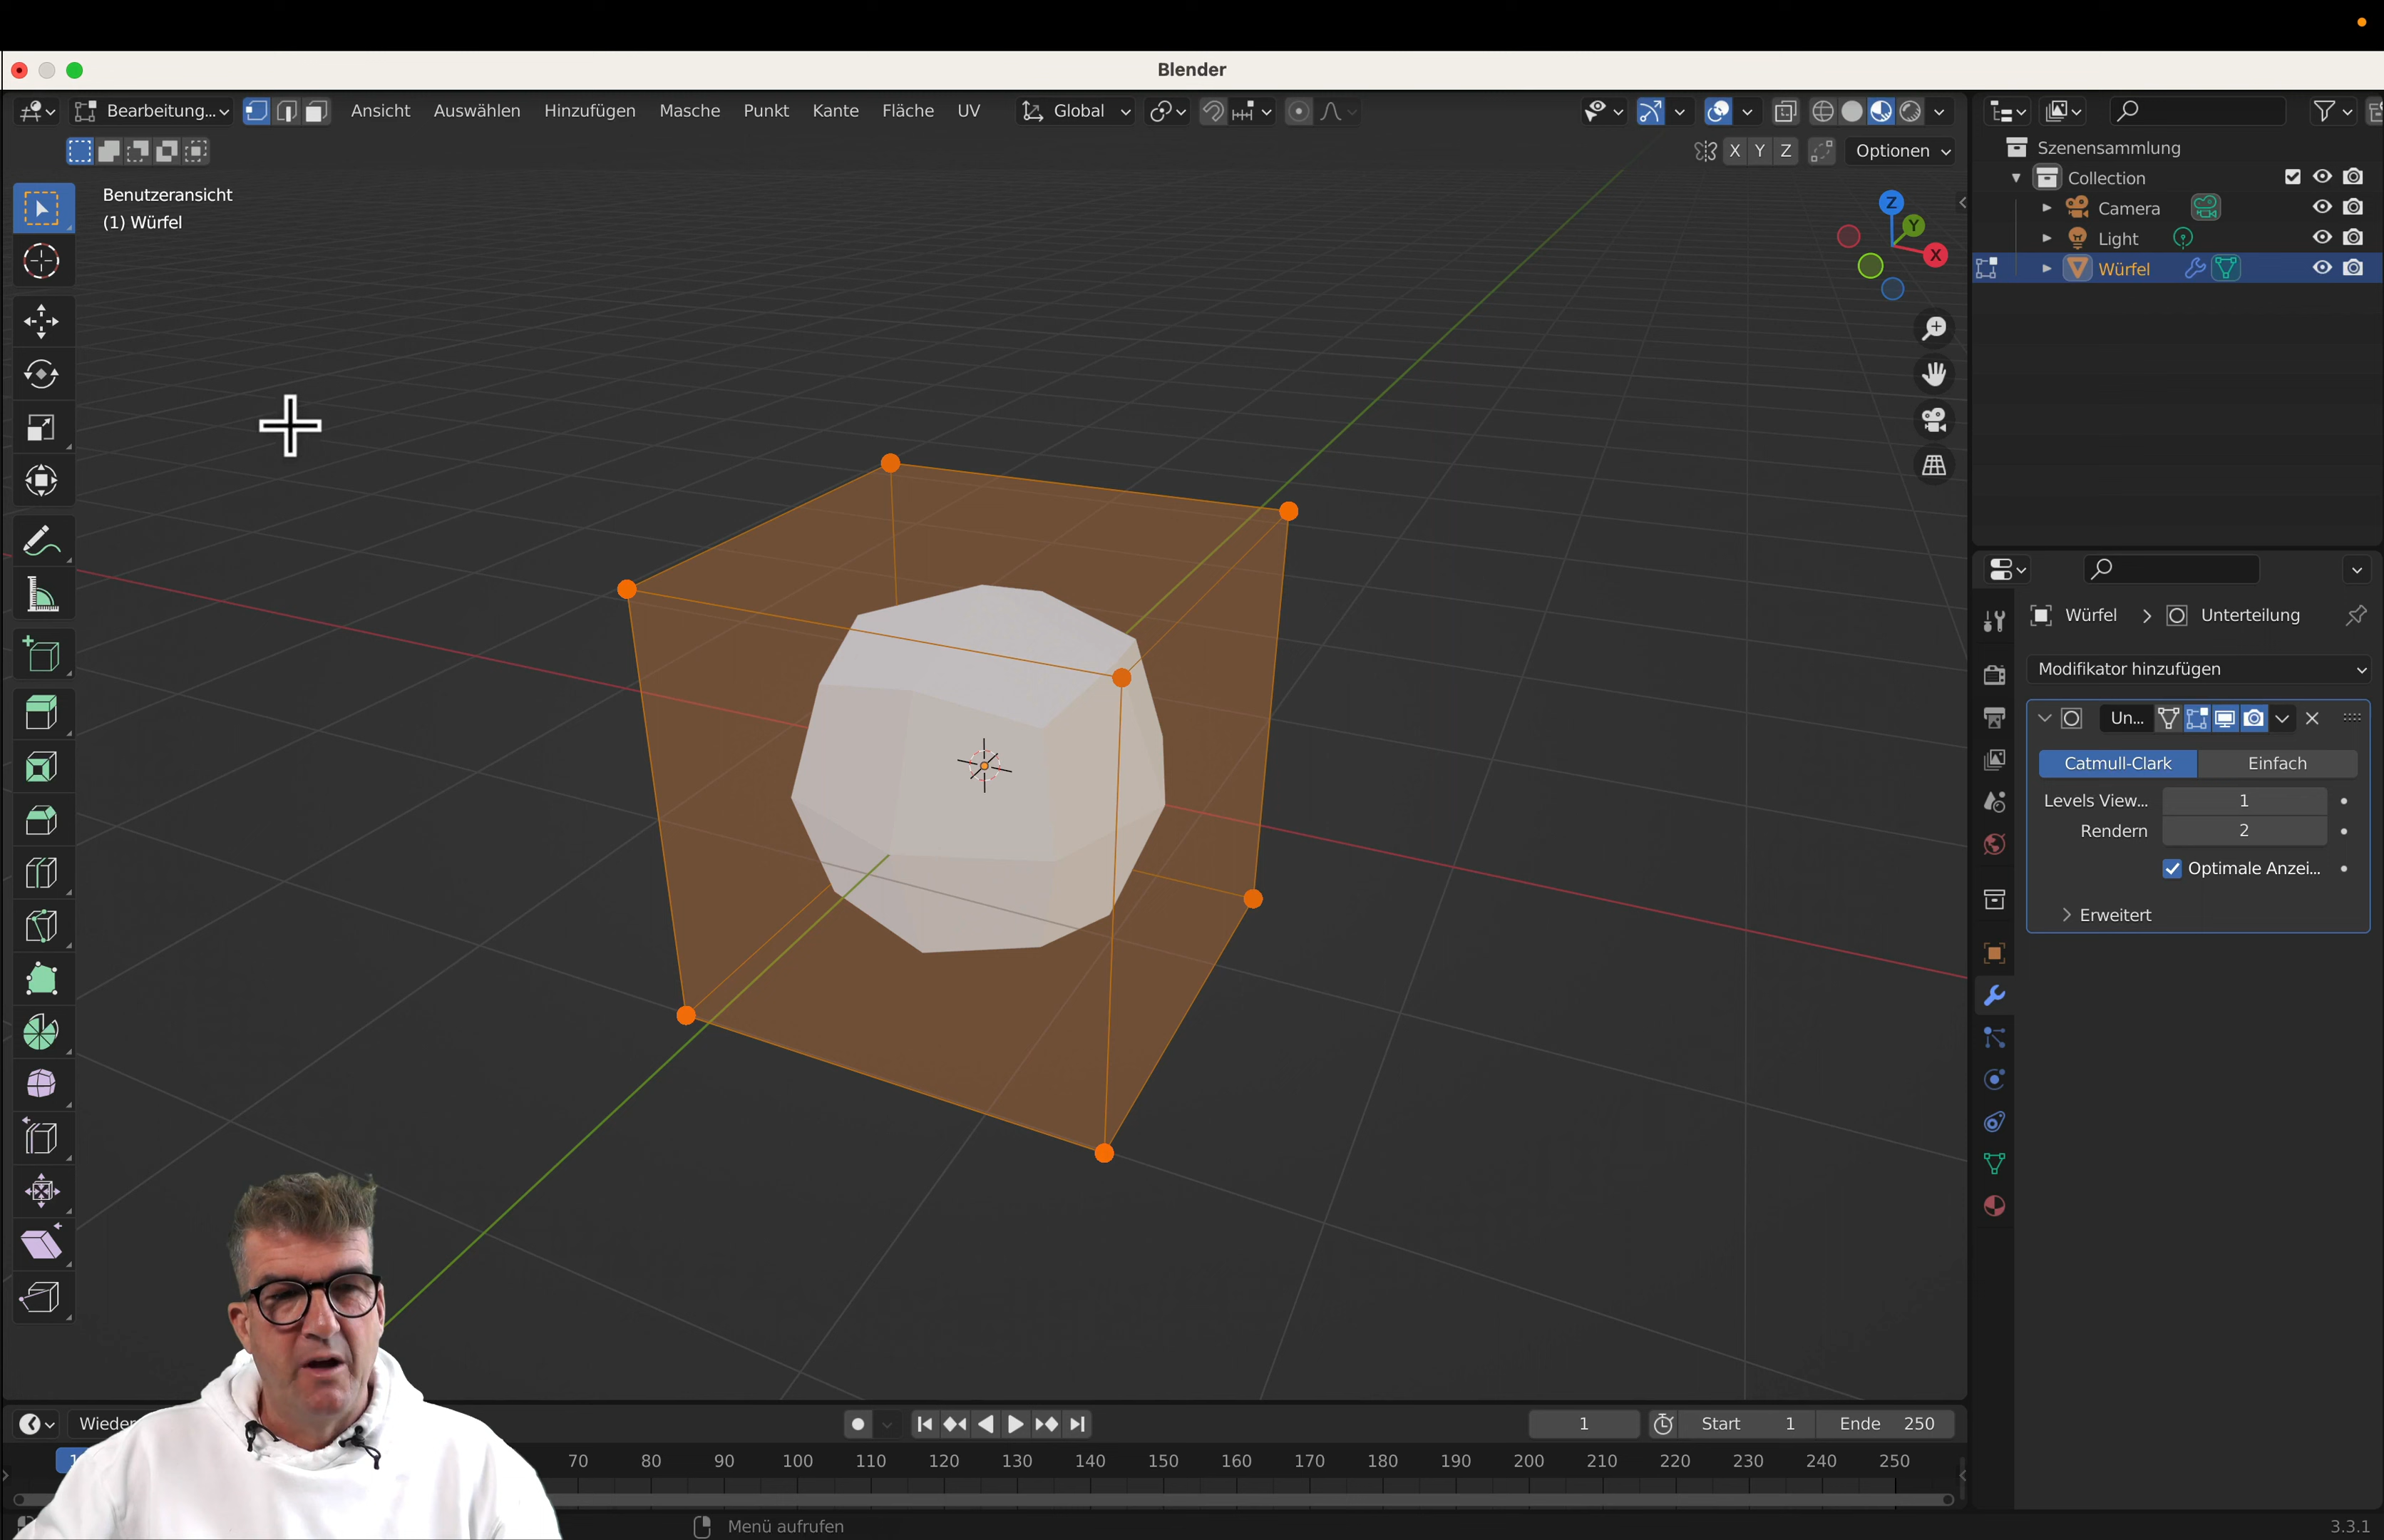 Blender
Bearbeitung...
Ansicht
Auswählen
Hinzufügen
Masche
Punkt
Kante
Fläche
UV
Global
X Y Z
Optionen
Benutzeransicht
(1) Würfel
Z
Y
X
Szenensammlung
Collection
Camera
Light
Würfel
Würfel > Unterteilung
Modifikator hinzufügen
Un...
Catmull-Clark
Einfach
Levels View... 1
Rendern 2
Optimale Anzei...
Erweitert
Wieder
1
Start 1
Ende 250
70 80 90 100 110 120 130 140 150 160 170 180 190 200 210 220 230 240 250
Menü aufrufen
3.3.1